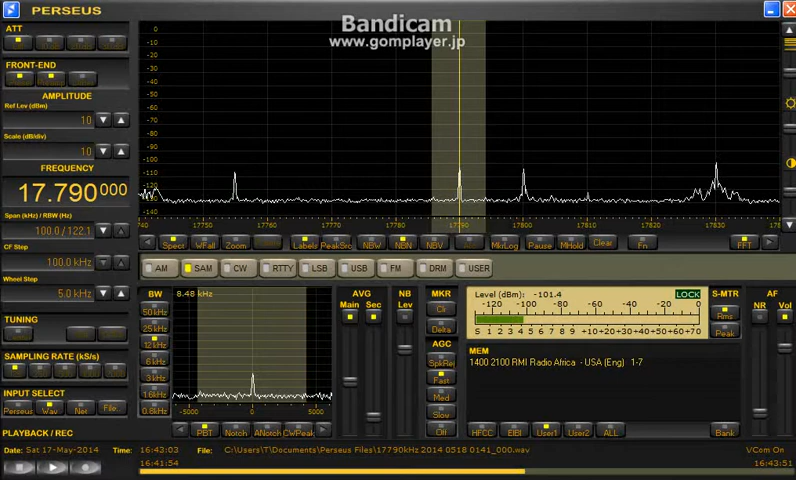 PERSEUS
Bandicam
www.gomplayer.jp
ATT
FRONT-END
AMPLITUDE
Ref.Lev (dBm)
10
Scale (dB/div)
10
FREQUENCY
17.790000
Span (kHz) / RBW (Hz)
100.0 / 122.1
CF Step
100.0 kHz
Wheel Step
5.0 kHz
TUNING
SAMPLING RATE (kS/s)
INPUT SELECT
Perseus Wav Net File..
PLAYBACK / REC
0
-10
-20
-30
-40
-50
-60
-70
-80
-90
-100
-110
-120
-130
-140
740 17750 17760 17770 17780 17790 17800 17810 17820 17830
Spect WFall Zoom Labels PeakSrc NBW NBN NBV MkrLog Pause MHold Clear Fn FFT
AM SAM CW RTTY LSB USB FM DRM USER
BW
50kHz
25kHz
12kHz
6 kHz
3 kHz
1.6kHz
0.8kHz
8.48 kHz
-5000 0 5000
PBT Notch ANotch CWPeak
AVG
Main Sec
NB
Lev
MKR
Clr
Delta
AGC
SpkRej
Fast
Med
Slow
Off
Level (dBm): -101.4 LOCK
-120 -100 -80 -60 -40 -20 0
S 1 3 5 7 9 +10 +20 +30 +40 +50 +60 +70
S-MTR
Rms
Peak
AF
NR Vol
MEM
1400 2100 RMI Radio Africa - USA (Eng) 1-7
HFCC EIBI User1 User2 ALL Bank
Date: Sat 17-May-2014 Time: 16:43:03 File: C:\Users\T\Documents\Perseus Files\17790kHz 2014 0518 0141_000.wav VCom On
16:41:54 16:43:51